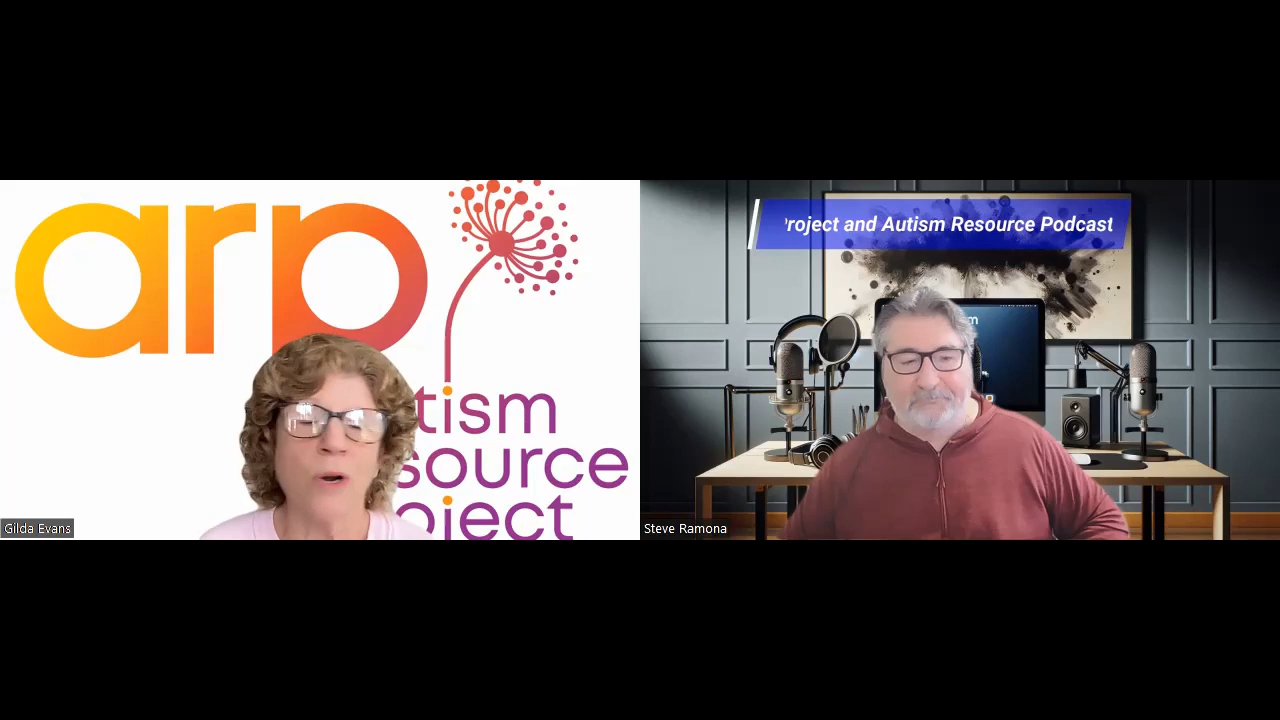 arp
tism
source
oject
Gilda Evans
roject and Autism Resource Podcast
Steve Ramona